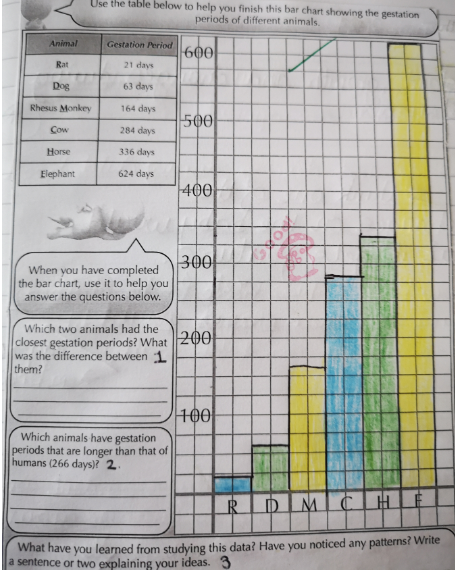 Use the table below to help you finish this bar chart showing the gestation
periods of different animals.
Animal Gestation Period
Rat 21 days
Dog 63 days
Rhesus Monkey 164 days
Cow 284 days
Horse 336 days
Elephant 624 days
When you have completed
the bar chart, use it to help you
answer the questions below.
Which two animals had the
closest gestation periods? What
was the difference between 1
them?
Which animals have gestation
periods that are longer than that of
humans (266 days)? 2.
600
500
400
300
200
100
GOOD!
R D M C H E
What have you learned from studying this data? Have you noticed any patterns? Write
a sentence or two explaining your ideas. 3